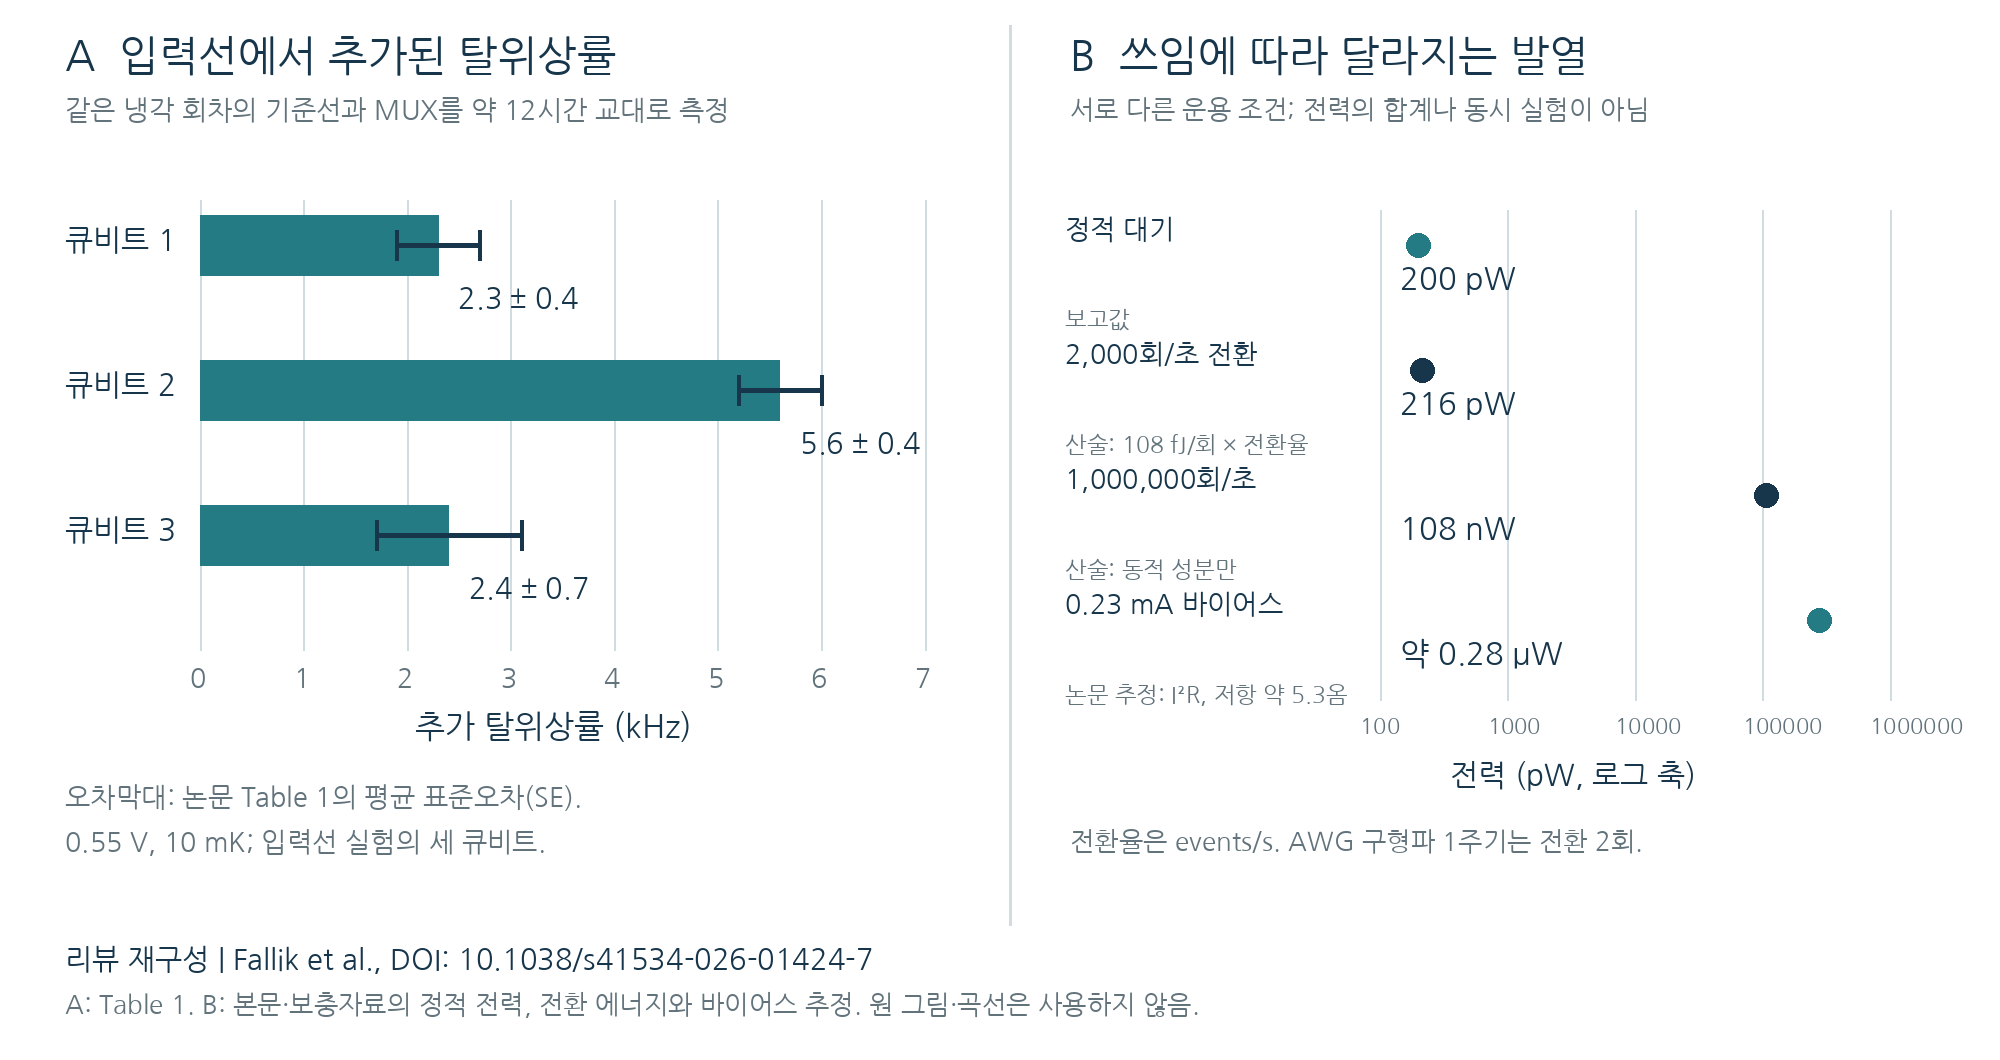 A 입력선에서 추가된 탈위상률
같은 냉각 회차의 기준선과 MUX를 약 12시간 교대로 측정
큐비트 1
2.3 ± 0.4
큐비트 2
5.6 ± 0.4
큐비트 3
2.4 ± 0.7
0 1 2 3 4 5 6 7
추가 탈위상률 (kHz)
오차막대: 논문 Table 1의 평균 표준오차(SE).
0.55 V, 10 mK; 입력선 실험의 세 큐비트.
B 쓰임에 따라 달라지는 발열
서로 다른 운용 조건; 전력의 합계나 동시 실험이 아님
정적 대기
200 pW
보고값
2,000회/초 전환
216 pW
산술: 108 fJ/회 × 전환율
1,000,000회/초
108 nW
산술: 동적 성분만
0.23 mA 바이어스
약 0.28 µW
논문 추정: I²R, 저항 약 5.3옴
100 1000 10000 100000 1000000
전력 (pW, 로그 축)
전환율은 events/s. AWG 구형파 1주기는 전환 2회.
리뷰 재구성 | Fallik et al., DOI: 10.1038/s41534-026-01424-7
A: Table 1. B: 본문·보충자료의 정적 전력, 전환 에너지와 바이어스 추정. 원 그림·곡선은 사용하지 않음.